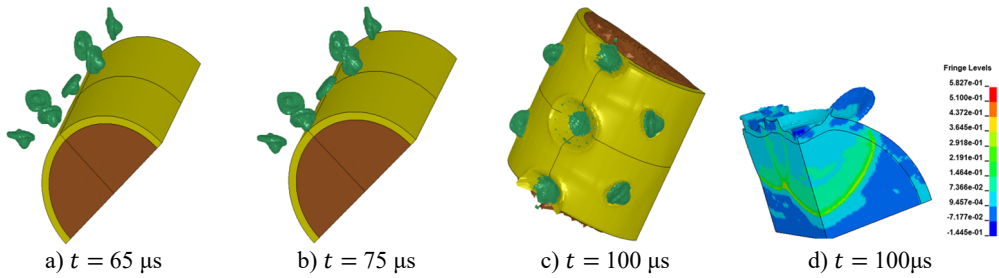 Fringe Levels
5.827e-01
5.100e-01
4.372e-01
3.645e-01
2.918e-01
2.191e-01
1.464e-01
7.366e-02
9.457e-04
-7.177e-02
-1.445e-01
a) t = 65 μs
b) t = 75 μs
c) t = 100 μs
d) t = 100μs